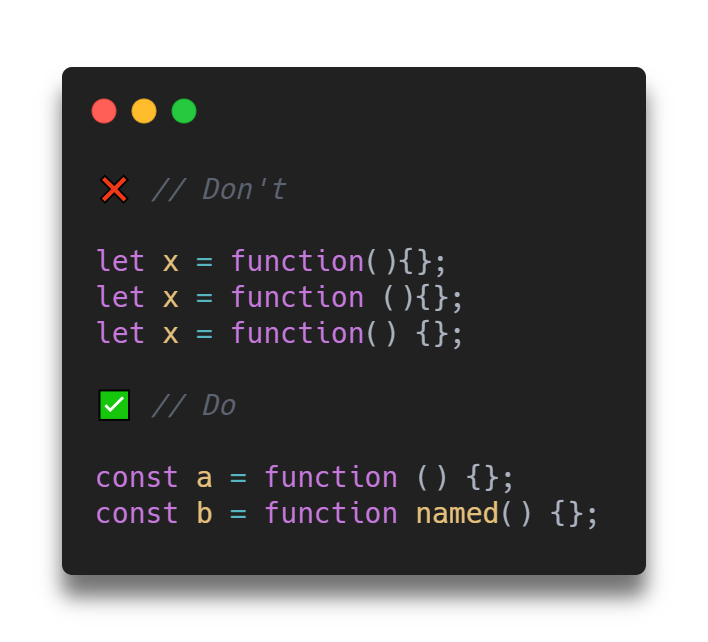 ❌ // Don't
let x = function(){};
let x = function (){};
let x = function() {};
✅ // Do
const a = function () {};
const b = function named() {};